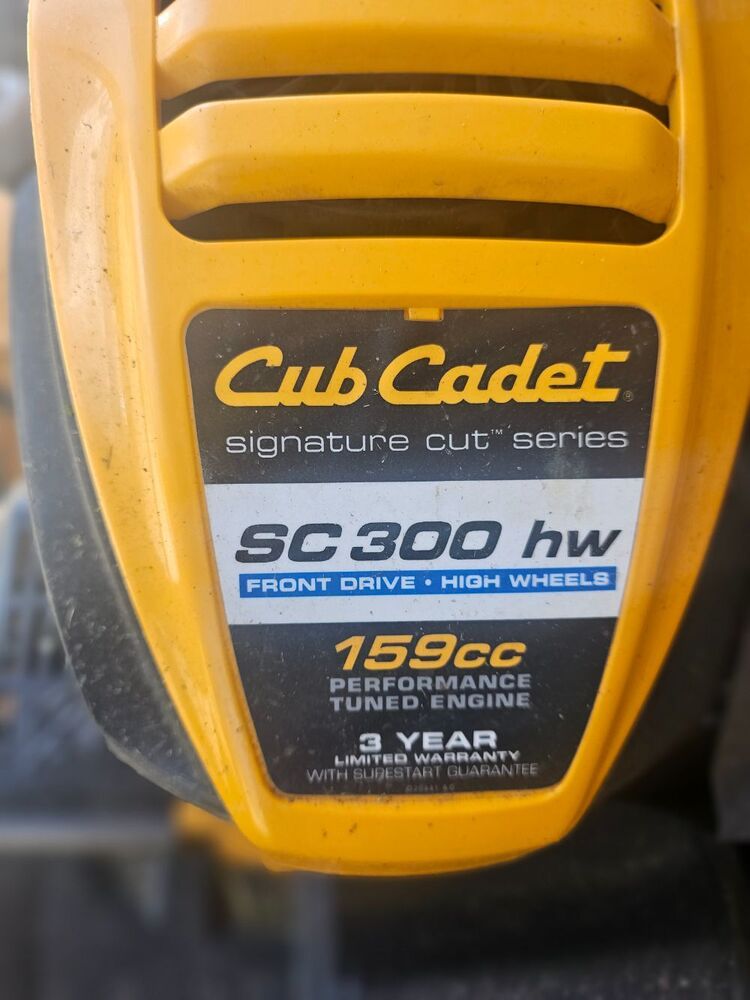 Cub Cadet®
signature cut™ series
SC 300 hw
FRONT DRIVE • HIGH WHEELS
159cc
PERFORMANCE
TUNED ENGINE
3 YEAR
LIMITED WARRANTY
WITH SURESTART GUARANTEE